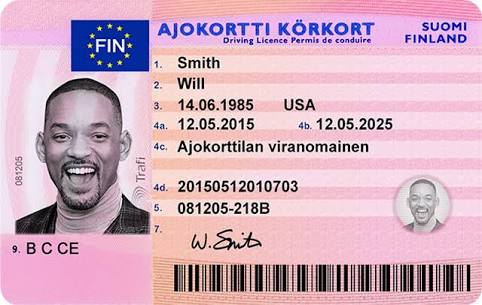 FIN
AJOKORTTI KÖRKORT
Driving Licence Permis de conduire
SUOMI
FINLAND
1. Smith
2. Will
3. 14.06.1985 USA
4a. 12.05.2015 4b. 12.05.2025
4c. Ajokorttilan viranomainen
4d. 20150512010703
5. 081205-218B
7. W. Smith
081205
Trafi
9. B C CE